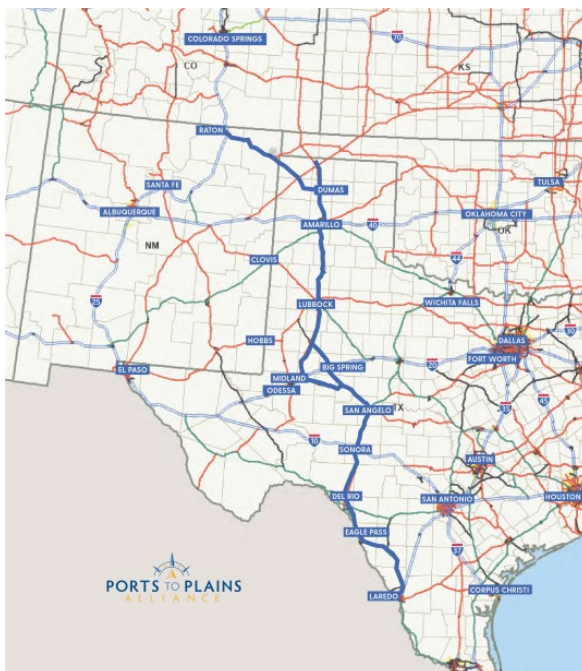 COLORADO SPRINGS
70
CO
KS
RATON
DUMAS
TULSA
SANTA FE
ALBUQUERQUE
AMARILLO
40
OKLAHOMA CITY
OK
NM
CLOVIS
44
25
LUBBOCK
WICHITA FALLS
HOBBS
DALLAS
30
EL PASO
BIG SPRING
20
FORT WORTH
MIDLAND
ODESSA
SAN ANGELO
TX
35
45
10
SONORA
AUSTIN
DEL RIO
SAN ANTONIO
HOUSTON
EAGLE PASS
37
PORTS TO PLAINS
ALLIANCE
LAREDO
CORPUS CHRISTI